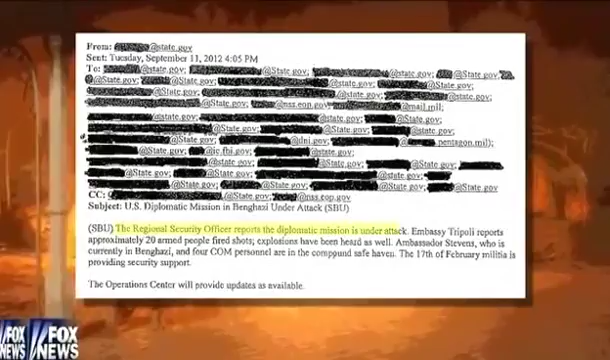 From: @state.gov
Sent: Tuesday, September 11, 2012 4:05 PM
To: @state.gov; @State.gov; @State.gov; @State.gov;
@State.gov; @State.gov; @State.gov;
@State.gov; @State.gov; @state.gov;
@State.gov; @nss.eop.gov; @mail.mil;
@State.gov; @State.gov; @State.gov;
@State.gov; @State.gov;
@State.gov; @dni.gov; pentagon.mil);
@ic.fbi.gov; @state.gov;
@state.gov; @State.gov;
@State.gov; @State.gov; @State.gov
CC: @State.gov; @nss.eop.gov
Subject: U.S. Diplomatic Mission in Benghazi Under Attack (SBU)
(SBU) The Regional Security Officer reports the diplomatic mission is under attack. Embassy Tripoli reports
approximately 20 armed people fired shots; explosions have been heard as well. Ambassador Stevens, who is
currently in Benghazi, and four COM personnel are in the compound safe haven. The 17th of February militia is
providing security support.
The Operations Center will provide updates as available.
FOX
NEWS
FOX
NEWS